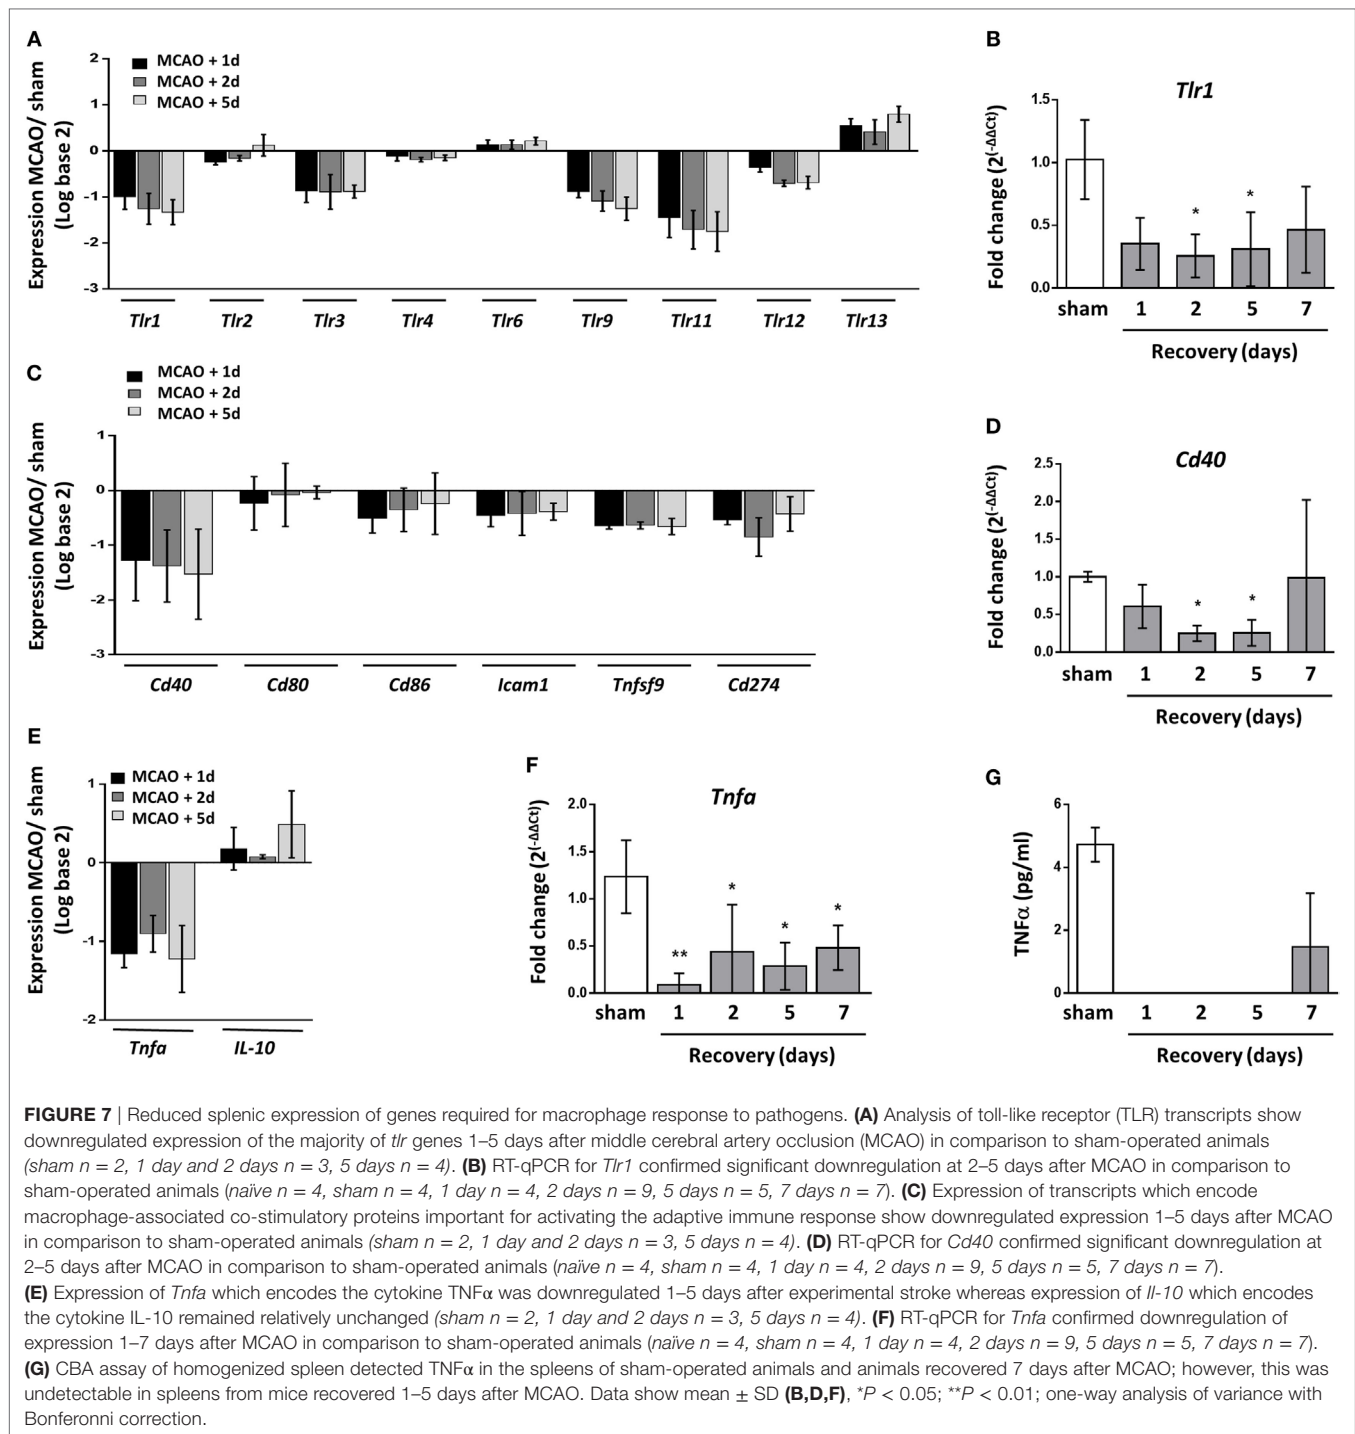 A
MCAO + 1d
MCAO + 2d
MCAO + 5d
Expression MCAO/ sham
(Log base 2)
2
1
0
-1
-2
-3
Tlr1 Tlr2 Tlr3 Tlr4 Tlr6 Tlr9 Tlr11 Tlr12 Tlr13
B
Tlr1
Fold change (2(-ΔΔCt))
1.5
1.0
0.5
0.0
* *
sham 1 2 5 7
Recovery (days)
C
MCAO + 1d
MCAO + 2d
MCAO + 5d
Expression MCAO/ sham
(Log base 2)
1
0
-1
-2
-3
Cd40 Cd80 Cd86 Icam1 Tnfsf9 Cd274
D
Cd40
Fold change (2(-ΔΔCt))
2.5
2.0
1.5
1.0
0.5
0.0
* *
sham 1 2 5 7
Recovery (days)
E
MCAO + 1d
MCAO + 2d
MCAO + 5d
Expression MCAO/ sham
(Log base 2)
1
0
-1
-2
Tnfa IL-10
F
Tnfa
Fold change (2(-ΔΔCt))
2.0
1.5
1.0
0.5
0.0
** * * *
sham 1 2 5 7
Recovery (days)
G
TNFα (pg/ml)
6
4
2
0
sham 1 2 5 7
Recovery (days)
FIGURE 7 | Reduced splenic expression of genes required for macrophage response to pathogens. (A) Analysis of toll-like receptor (TLR) transcripts show
downregulated expression of the majority of tlr genes 1–5 days after middle cerebral artery occlusion (MCAO) in comparison to sham-operated animals
(sham n = 2, 1 day and 2 days n = 3, 5 days n = 4). (B) RT-qPCR for Tlr1 confirmed significant downregulation at 2–5 days after MCAO in comparison to
sham-operated animals (naïve n = 4, sham n = 4, 1 day n = 4, 2 days n = 9, 5 days n = 5, 7 days n = 7). (C) Expression of transcripts which encode
macrophage-associated co-stimulatory proteins important for activating the adaptive immune response show downregulated expression 1–5 days after MCAO
in comparison to sham-operated animals (sham n = 2, 1 day and 2 days n = 3, 5 days n = 4). (D) RT-qPCR for Cd40 confirmed significant downregulation at
2–5 days after MCAO in comparison to sham-operated animals (naïve n = 4, sham n = 4, 1 day n = 4, 2 days n = 9, 5 days n = 5, 7 days n = 7).
(E) Expression of Tnfa which encodes the cytokine TNFα was downregulated 1–5 days after experimental stroke whereas expression of Il-10 which encodes
the cytokine IL-10 remained relatively unchanged (sham n = 2, 1 day and 2 days n = 3, 5 days n = 4). (F) RT-qPCR for Tnfa confirmed downregulation of
expression 1–7 days after MCAO in comparison to sham-operated animals (naïve n = 4, sham n = 4, 1 day n = 4, 2 days n = 9, 5 days n = 5, 7 days n = 7).
(G) CBA assay of homogenized spleen detected TNFα in the spleens of sham-operated animals and animals recovered 7 days after MCAO; however, this was
undetectable in spleens from mice recovered 1–5 days after MCAO. Data show mean ± SD (B,D,F), *P < 0.05; **P < 0.01; one-way analysis of variance with
Bonferonni correction.